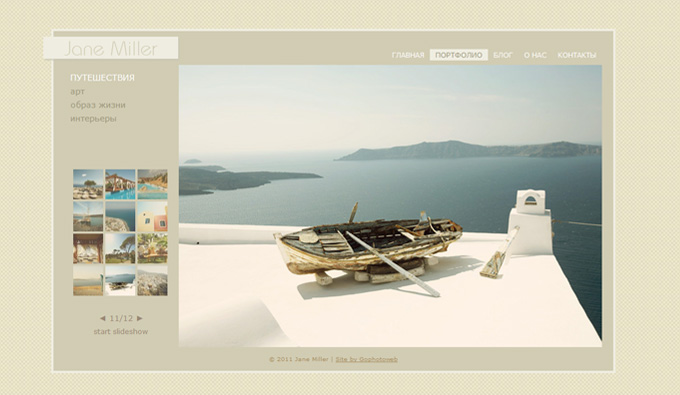 Jane Miller
ГЛАВНАЯ ПОРТФОЛИО БЛОГ О НАС КОНТАКТЫ
ПУТЕШЕСТВИЯ
арт
образ жизни
интерьеры
◄ 11/12 ►
start slideshow
© 2011 Jane Miller | Site by Gophotoweb